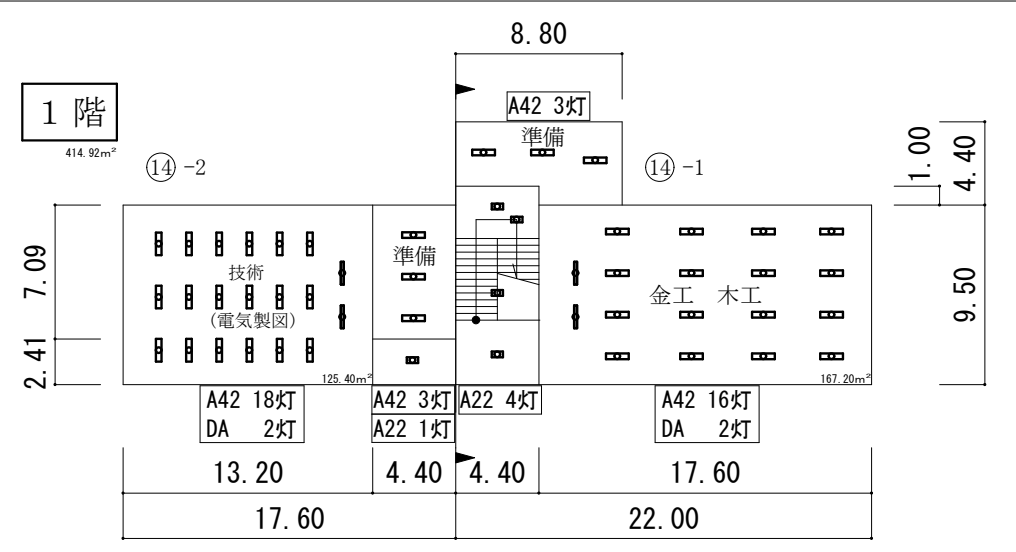 8.80
1 階
414.92m²
A42 3灯
準備
⑭-2
⑭-1
1.00
4.40
7.09
2.41
技術
(電気製図)
125.40m²
準備
金工 木工
167.20m²
9.50
A42 18灯
DA 2灯
A42 3灯
A22 1灯
A22 4灯
A42 16灯
DA 2灯
13.20
4.40
4.40
17.60
17.60
22.00